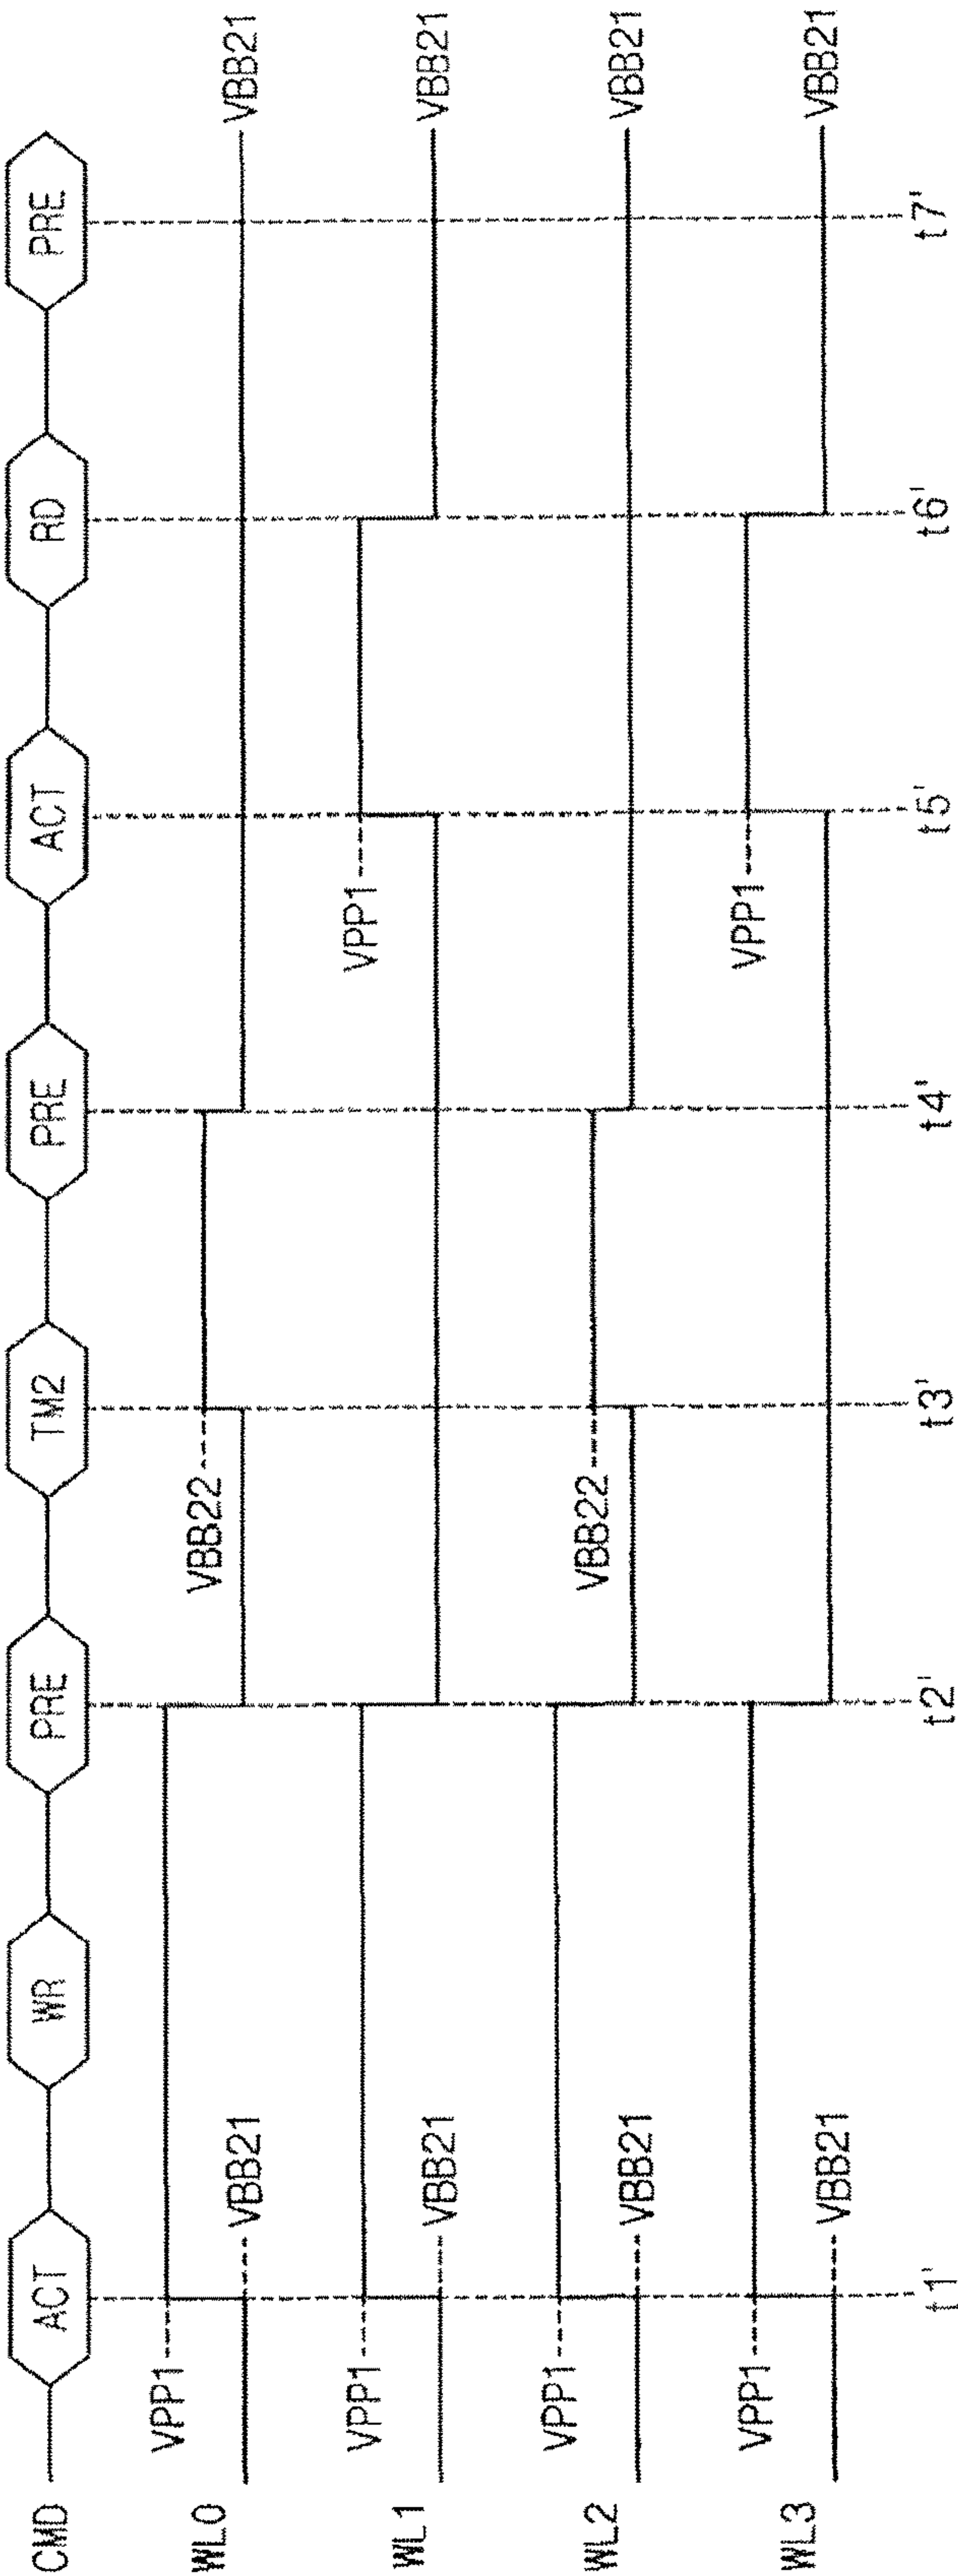 CMD ACT WR PRE TM2 PRE ACT RD PRE
VPP1
WL0 VBB21 VBB22 VBB21
VPP1 VPP1
WL1 VBB21 VBB21
VPP1
WL2 VBB21 VBB22 VBB21
VPP1 VPP1
WL3 VBB21 VBB21
t1' t2' t3' t4' t5' t6' t7'